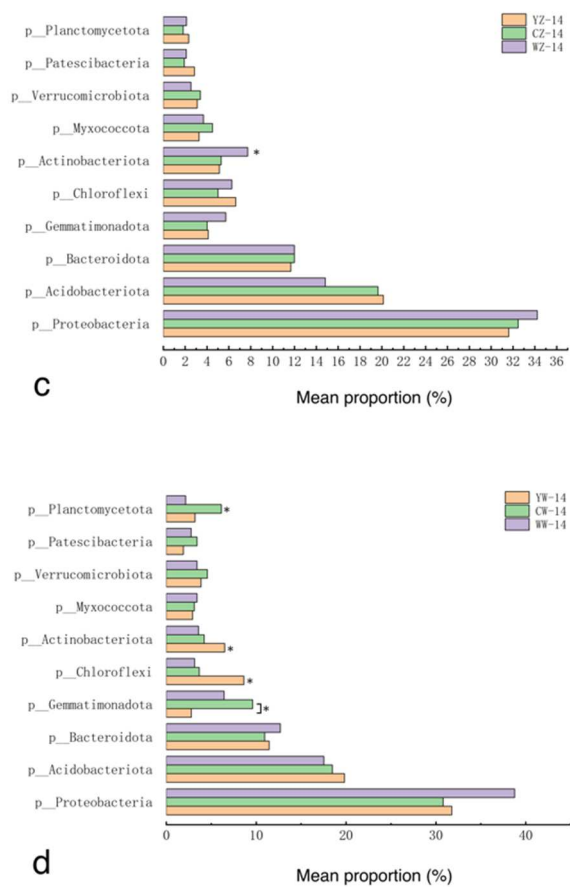 YZ-14
CZ-14
WZ-14
p__Planctomycetota
p__Patescibacteria
p__Verrucomicrobiota
p__Myxococcota
p__Actinobacteriota
*
p__Chloroflexi
p__Gemmatimonadota
p__Bacteroidota
p__Acidobacteriota
p__Proteobacteria
0 2 4 6 8 10 12 14 16 18 20 22 24 26 28 30 32 34 36
c
Mean proportion (%)
YW-14
CW-14
WW-14
p__Planctomycetota
*
p__Patescibacteria
p__Verrucomicrobiota
p__Myxococcota
p__Actinobacteriota
*
p__Chloroflexi
*
p__Gemmatimonadota
*
p__Bacteroidota
p__Acidobacteriota
p__Proteobacteria
0 10 20 30 40
d
Mean proportion (%)